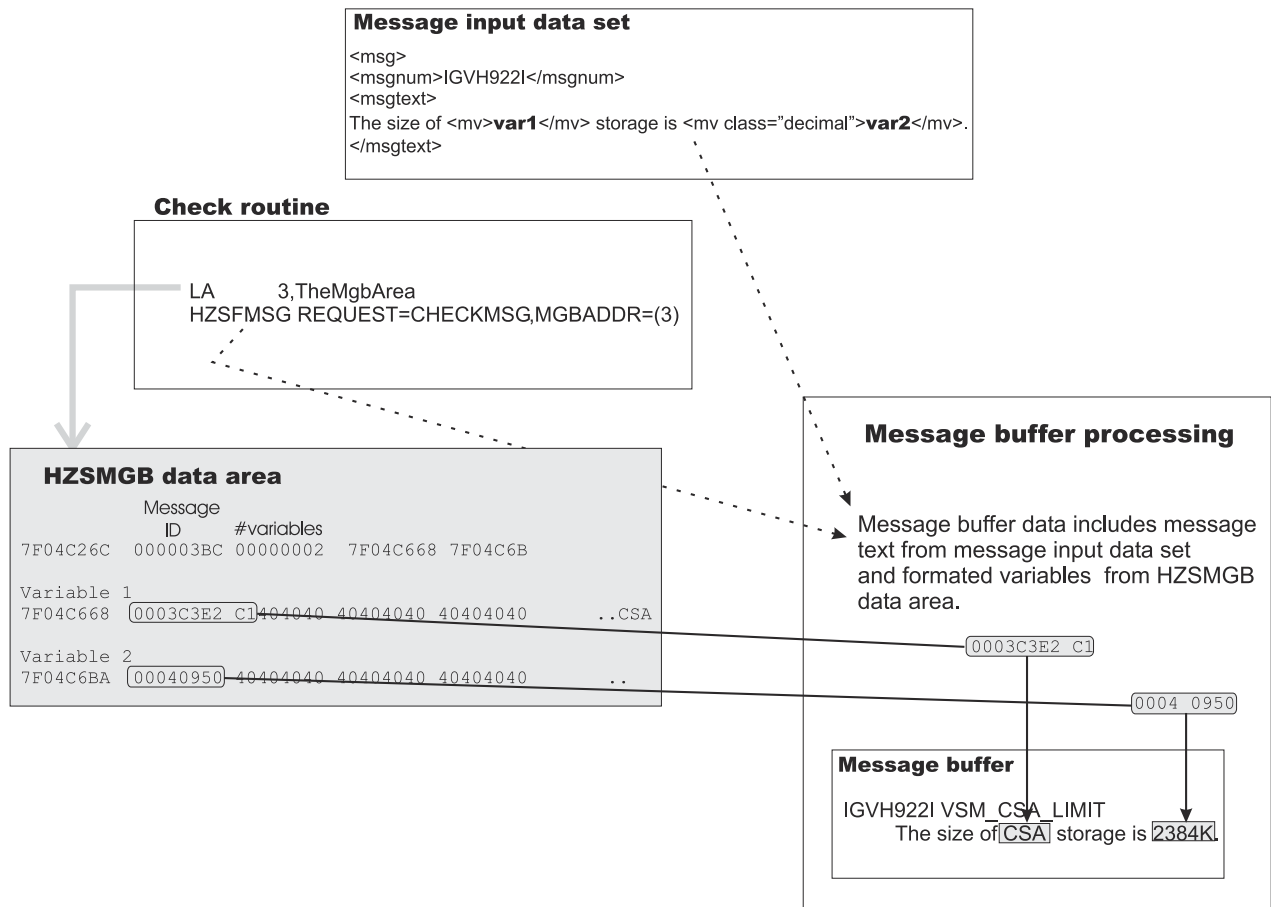 Message input data set
<msg>
<msgnum>IGVH922I</msgnum>
<msgtext>
The size of <mv>var1</mv> storage is <mv class=”decimal”>var2</mv>.
</msgtext>
Check routine
LA 3,TheMgbArea
HZSFMSG REQUEST=CHECKMSG,MGBADDR=(3)
HZSMGB data area
Message
ID #variables
7F04C26C 000003BC 00000002 7F04C668 7F04C6B
Variable 1
7F04C668 0003C3E2 C1404040 40404040 40404040 ..CSA
Variable 2
7F04C6BA 00040950 40404040 40404040 40404040 ..
Message buffer processing
Message buffer data includes message
text from message input data set
and formated variables from HZSMGB
data area.
0003C3E2 C1
0004 0950
Message buffer
IGVH922I VSM_CSA_LIMIT
The size of CSA storage is 2384K.